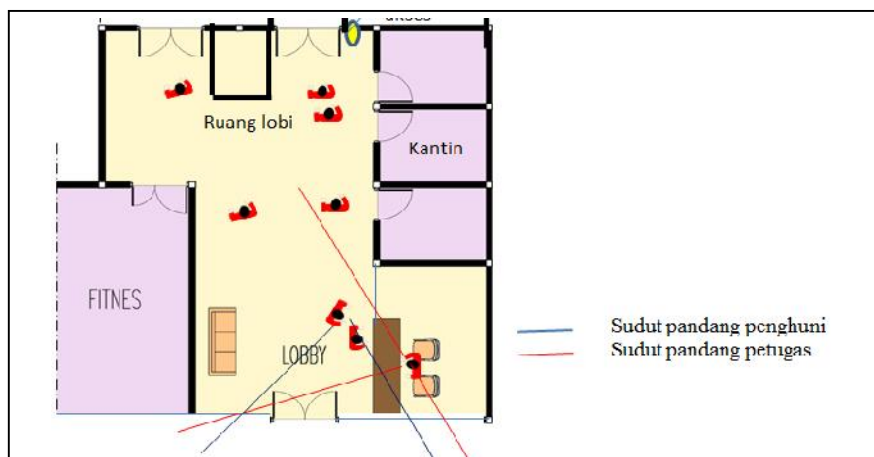 Ruang lobi
Kantin
FITNES
LOBBY
Sudut pandang penghuni
Sudut pandang petugas